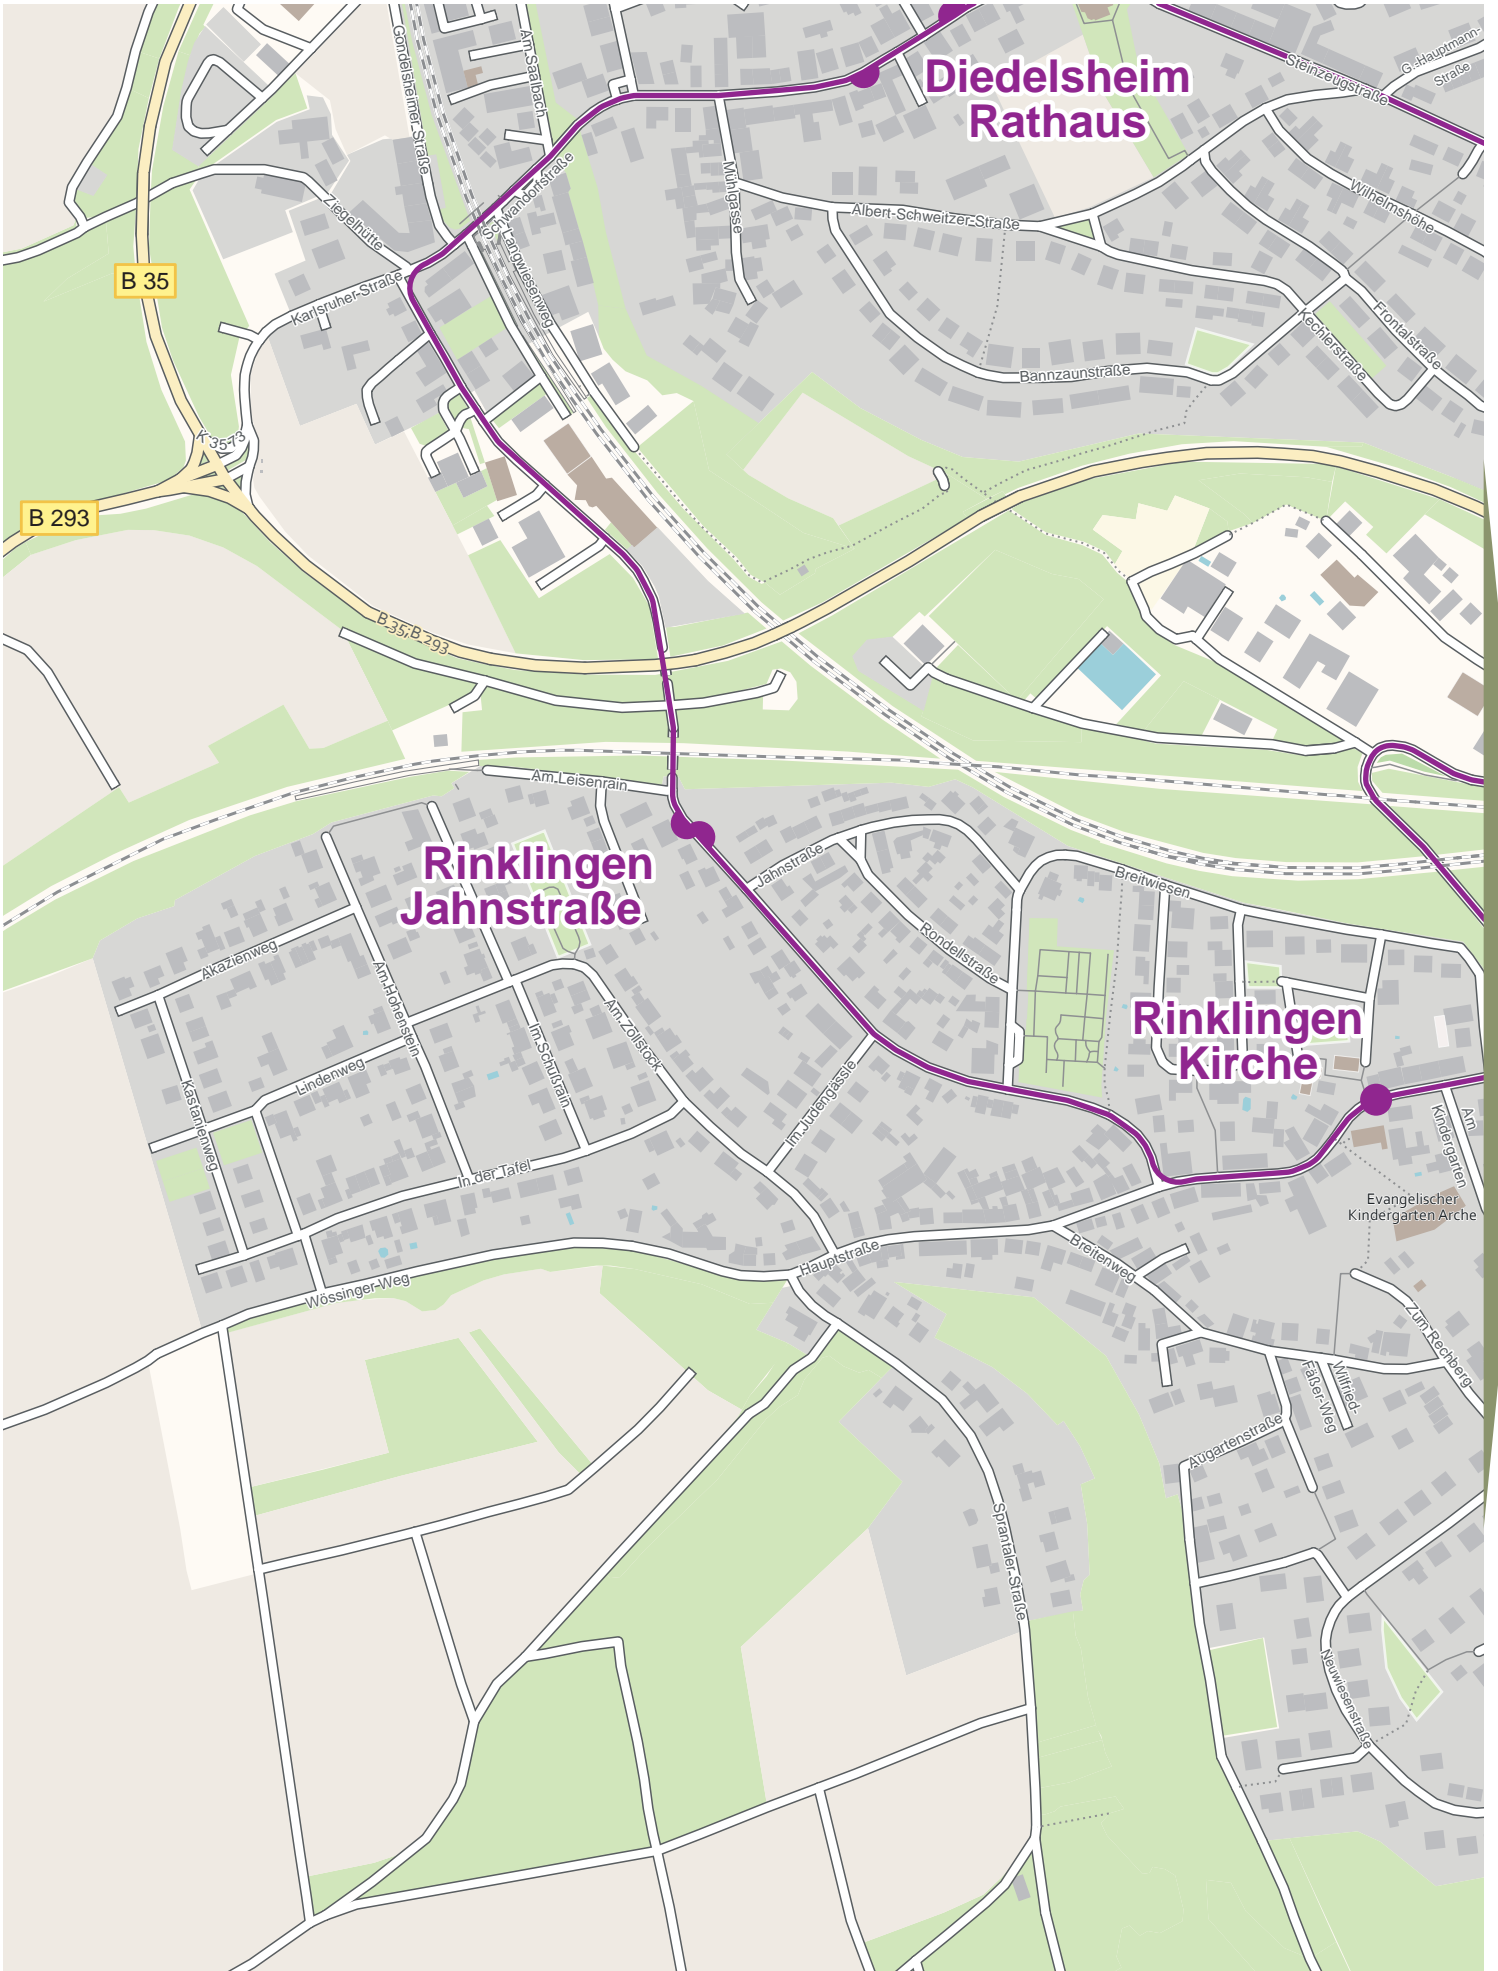 Gondelsheimer Straße
Am Saalbach
Diedelsheim
Rathaus
Steinzeugstraße
G.-Hauptmann-
Straße
Mühlgasse
Schwandorfstraße
Ziegelhütte
Albert-Schweitzer-Straße
Wilhelmshöhe
B 35
Karlsruher-Straße
Langwiesenweg
Kechlerstraße
Frontalstraße
Bannzaunstraße
K 3573
B 293
B 35;B 293
Am Leisenrain
Rinklingen
Jahnstraße
Jahnstraße
Breitwiesen
Rondellstraße
Akazienweg
Am Hohenstein
Am Zollstock
Im Schußrain
Rinklingen
Kirche
Lindenweg
Kastanienweg
Im Judengässle
Am
Kindergarten
In der Tafel
Evangelischer
Kindergarten Arche
Hauptstraße
Breitenweg
Wössinger-Weg
Zum Rechberg
Wilfried-
Fäßer-Weg
Augartenstraße
Sprantaler-Straße
Neuwiesenstraße